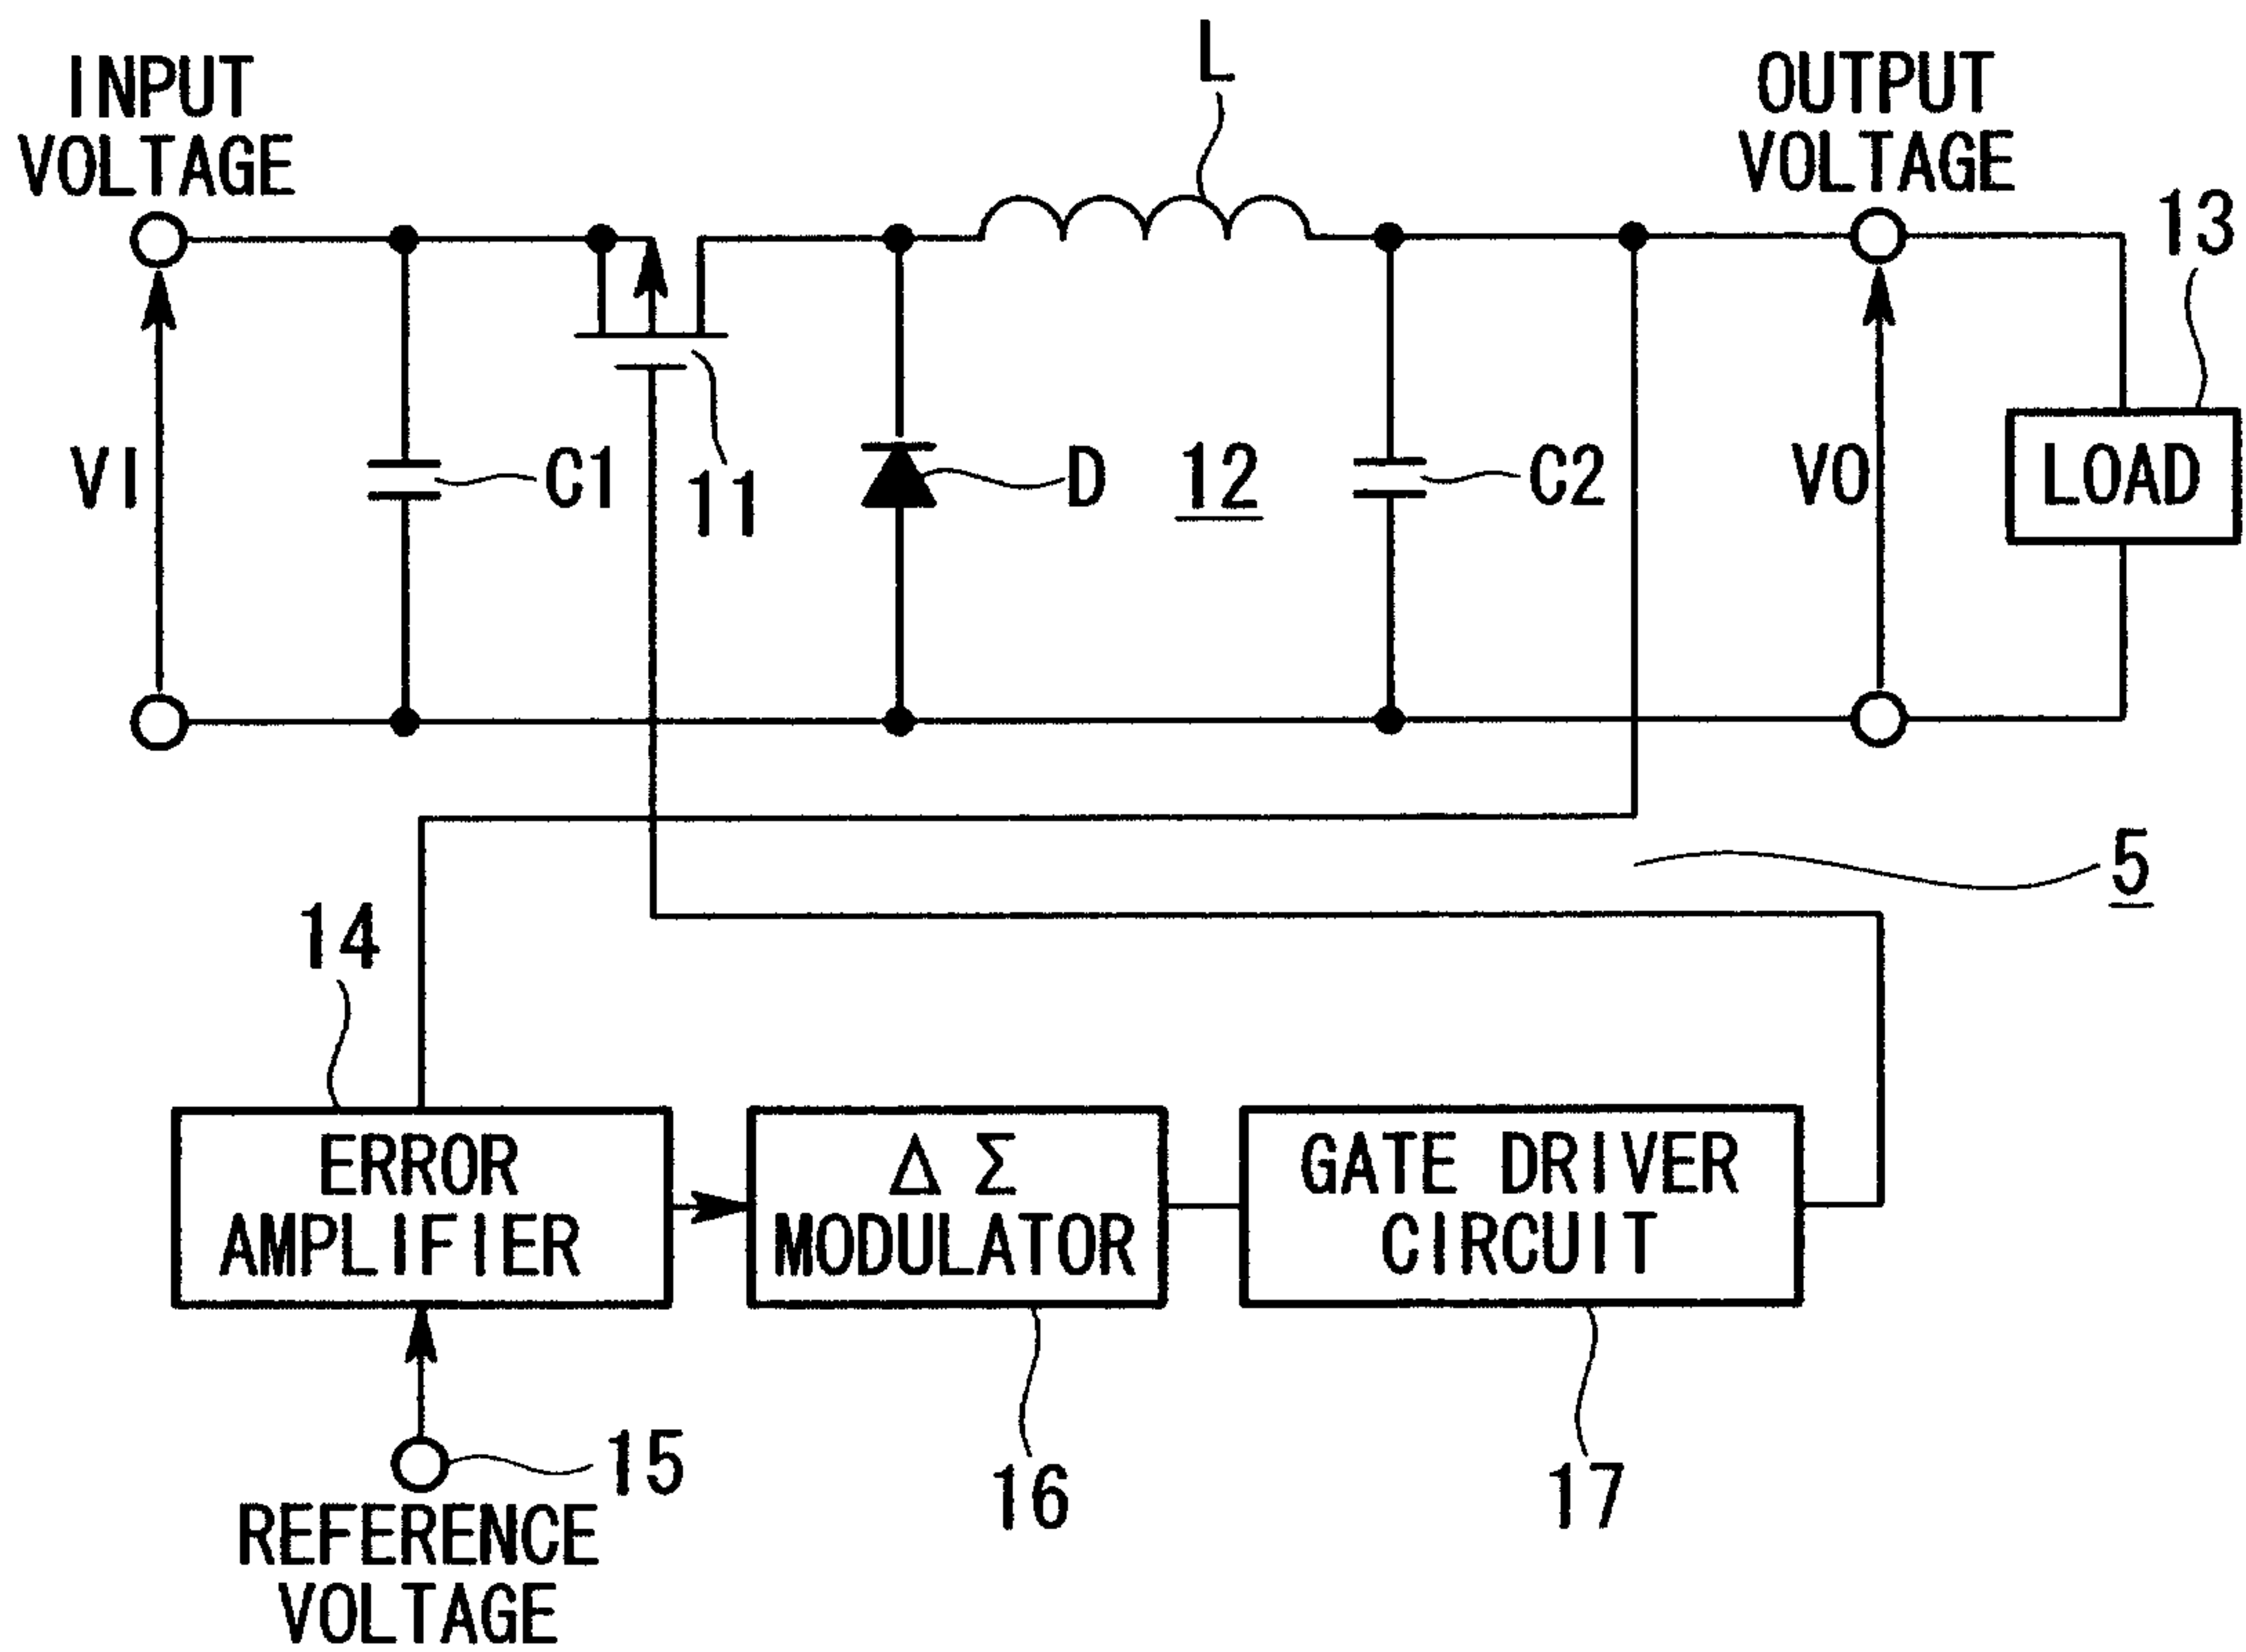 L
INPUT
VOLTAGE
OUTPUT
VOLTAGE
13
VI
C1
11
D
12
C2
VO
LOAD
5
14
ERROR
AMPLIFIER
Δ Σ
MODULATOR
GATE DRIVER
CIRCUIT
15
16
17
REFERENCE
VOLTAGE